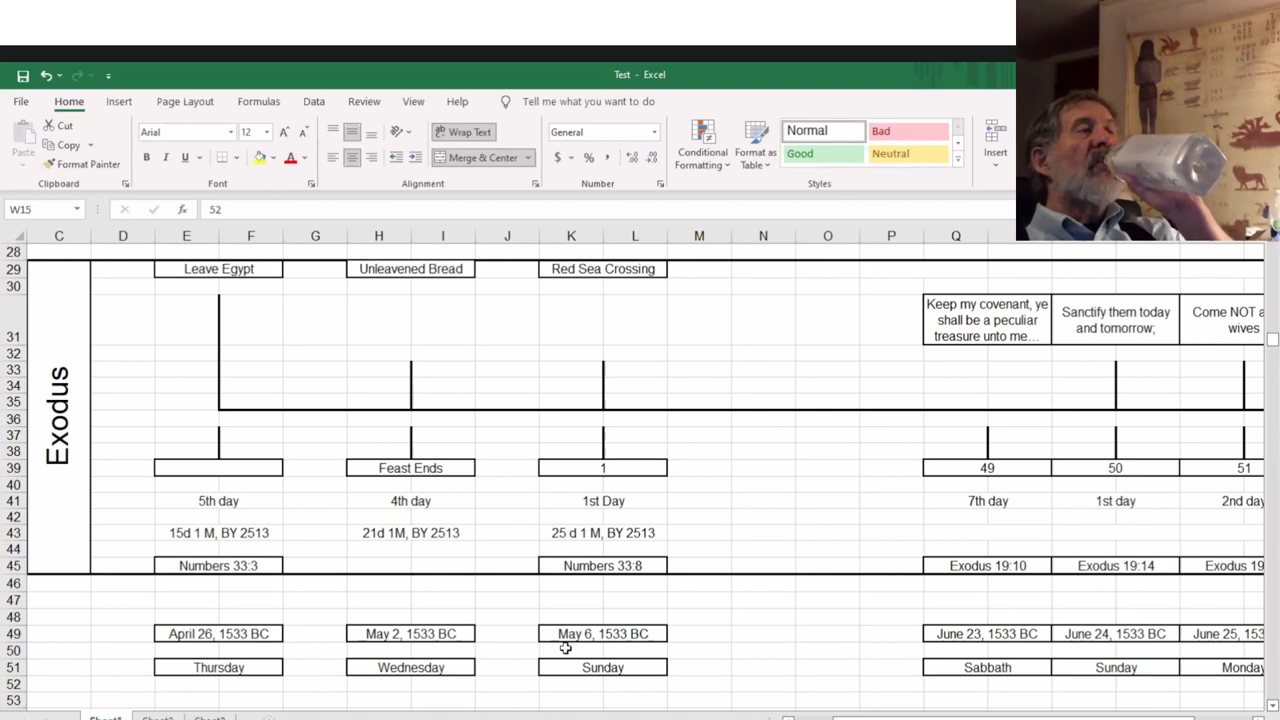 Test - Excel
File Home Insert Page Layout Formulas Data Review View Help Tell me what you want to do
Paste
Cut
Copy
Format Painter
Clipboard
Arial 12
B I U
Font
Wrap Text
Merge & Center
Alignment
General
$ % ,
Number
Conditional Formatting
Format as Table
Normal Bad
Good Neutral
Styles
Insert
W15 fx 52
C D E F G H I J K L M N O P Q
28
29 Leave Egypt Unleavened Bread Red Sea Crossing
30
Keep my covenant, ye
shall be a peculiar
treasure unto me...
Sanctify them today
and tomorrow;
Come NOT
wives
31
32
33
34
35
36
37
38
Exodus
39 Feast Ends 1 49 50 51
40
41 5th day 4th day 1st Day 7th day 1st day 2nd day
42
43 15d 1 M, BY 2513 21d 1M, BY 2513 25 d 1 M, BY 2513
44
45 Numbers 33:3 Numbers 33:8 Exodus 19:10 Exodus 19:14 Exodus 19
46
47
48
49 April 26, 1533 BC May 2, 1533 BC May 6, 1533 BC June 23, 1533 BC June 24, 1533 BC June 25, 153
50
51 Thursday Wednesday Sunday Sabbath Sunday Monday
52
53